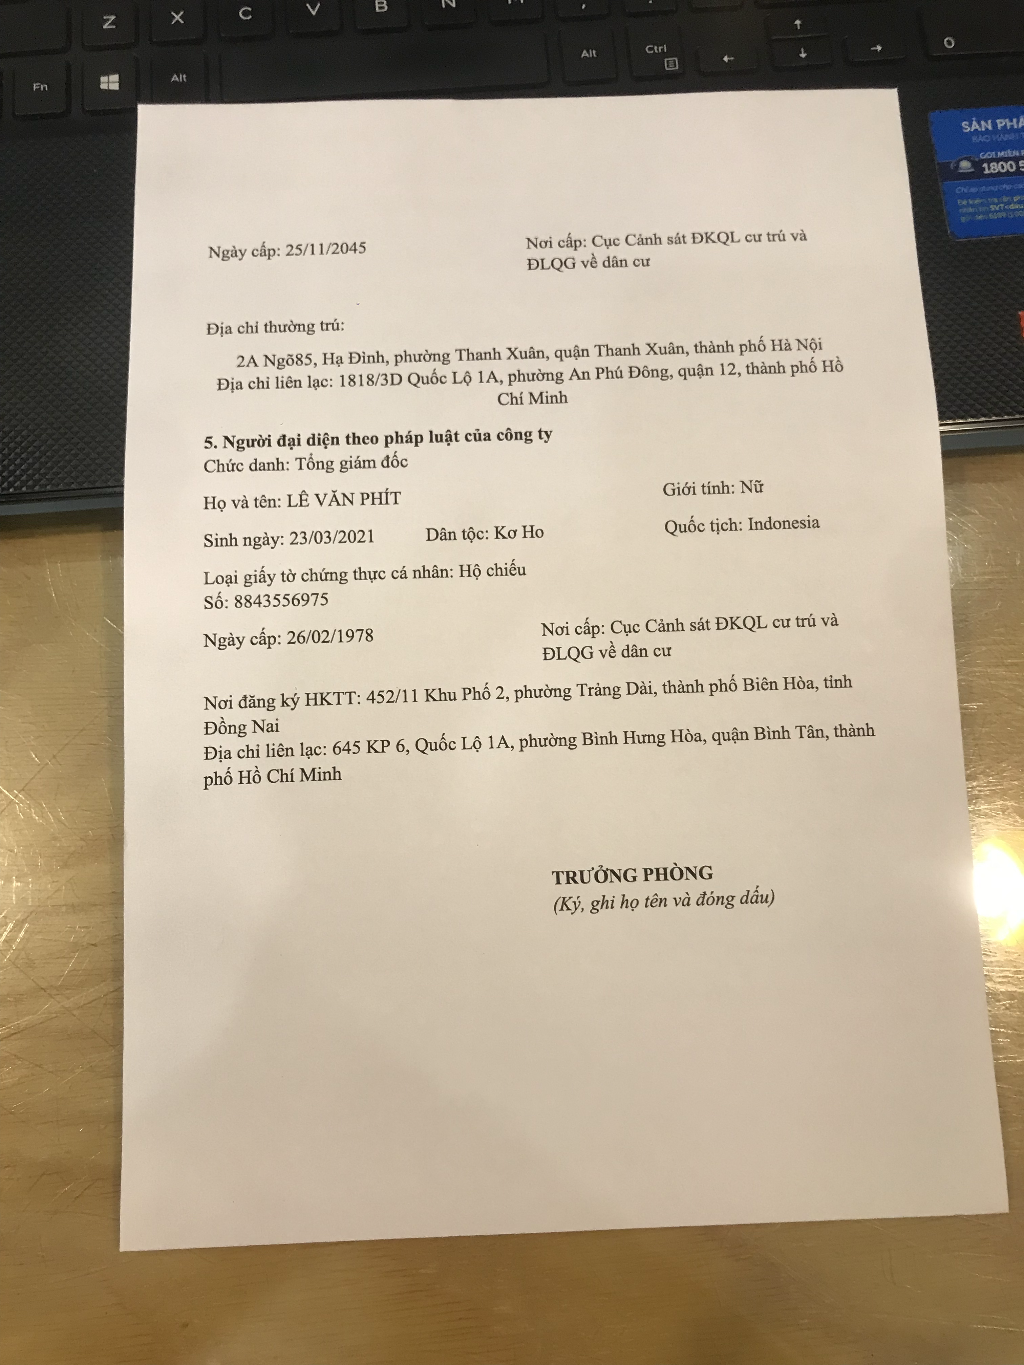 Z X C V B N M
Alt Ctrl
Fn Alt
SẢN PHẨ
1800 5
Ngày cấp: 25/11/2045
Nơi cấp: Cục Cảnh sát ĐKQL cư trú và
ĐLQG về dân cư
Địa chỉ thường trú:
2A Ngõ85, Hạ Đình, phường Thanh Xuân, quận Thanh Xuân, thành phố Hà Nội
Địa chỉ liên lạc: 1818/3D Quốc Lộ 1A, phường An Phú Đông, quận 12, thành phố Hồ
Chí Minh
5. Người đại diện theo pháp luật của công ty
Chức danh: Tổng giám đốc
Họ và tên: LÊ VĂN PHÍT Giới tính: Nữ
Sinh ngày: 23/03/2021 Dân tộc: Kơ Ho Quốc tịch: Indonesia
Loại giấy tờ chứng thực cá nhân: Hộ chiếu
Số: 8843556975
Ngày cấp: 26/02/1978
Nơi cấp: Cục Cảnh sát ĐKQL cư trú và
ĐLQG về dân cư
Nơi đăng ký HKTT: 452/11 Khu Phố 2, phường Trảng Dài, thành phố Biên Hòa, tỉnh
Đồng Nai
Địa chỉ liên lạc: 645 KP 6, Quốc Lộ 1A, phường Bình Hưng Hòa, quận Bình Tân, thành
phố Hồ Chí Minh
TRƯỞNG PHÒNG
(Ký, ghi họ tên và đóng dấu)